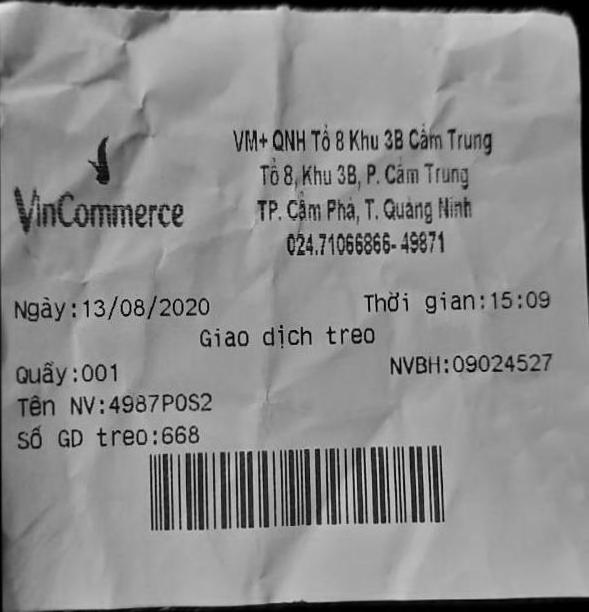 VM+ QNH Tổ 8 Khu 3B Cẩm Trung
Tổ 8, Khu 3B, P. Cẩm Trung
VinCommerce
TP. Cẩm Phả, T. Quảng Ninh
024.71066866- 49871
Ngày:13/08/2020 Thời gian:15:09
Giao dịch treo
Quầy:001 NVBH:09024527
Tên NV:4987POS2
Số GD treo:668